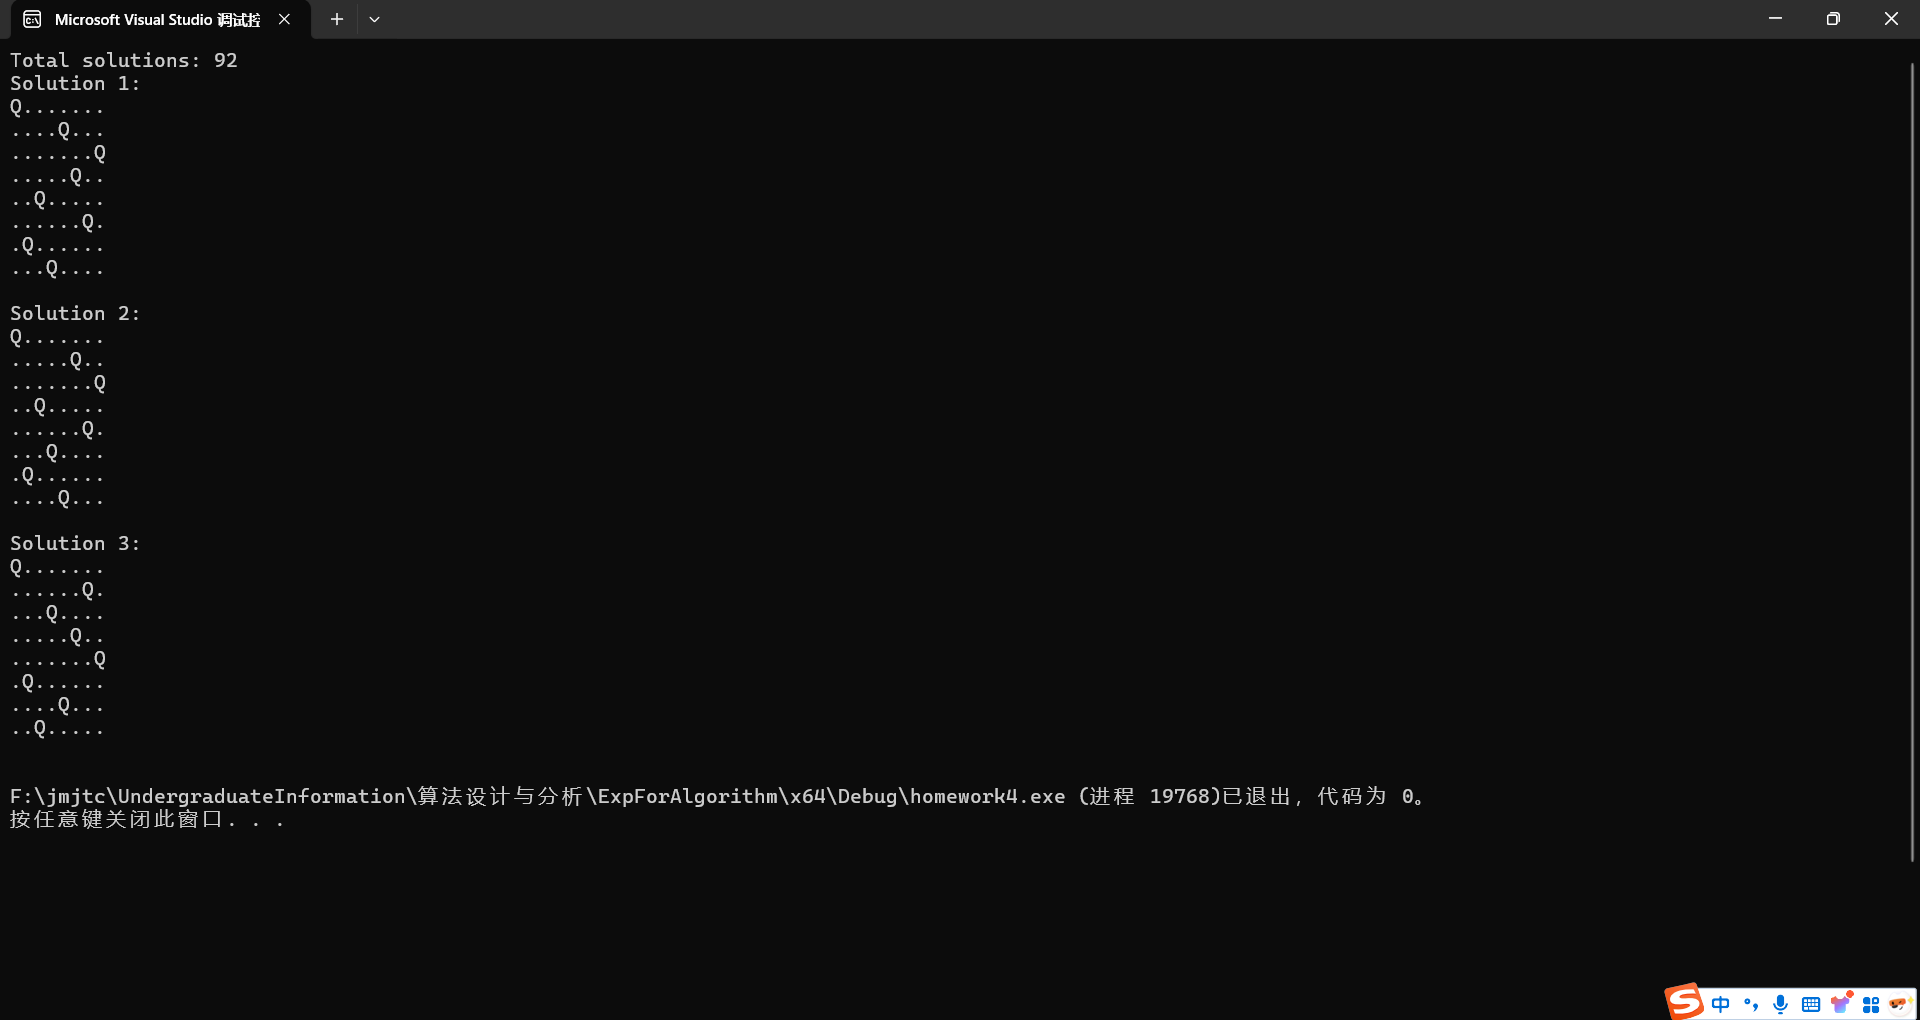 Microsoft Visual Studio 调试控
Total solutions: 92
Solution 1:
Q.......
....Q...
.......Q
.....Q..
..Q.....
......Q.
.Q......
...Q....
Solution 2:
Q.......
.....Q..
.......Q
..Q.....
......Q.
...Q....
.Q......
....Q...
Solution 3:
Q.......
......Q.
...Q....
.....Q..
.......Q
.Q......
....Q...
..Q.....
F:\jmjtc\UndergraduateInformation\算法设计与分析\ExpForAlgorithm\x64\Debug\homework4.exe (进程 19768)已退出，代码为 0。
按任意键关闭此窗口. . .
中